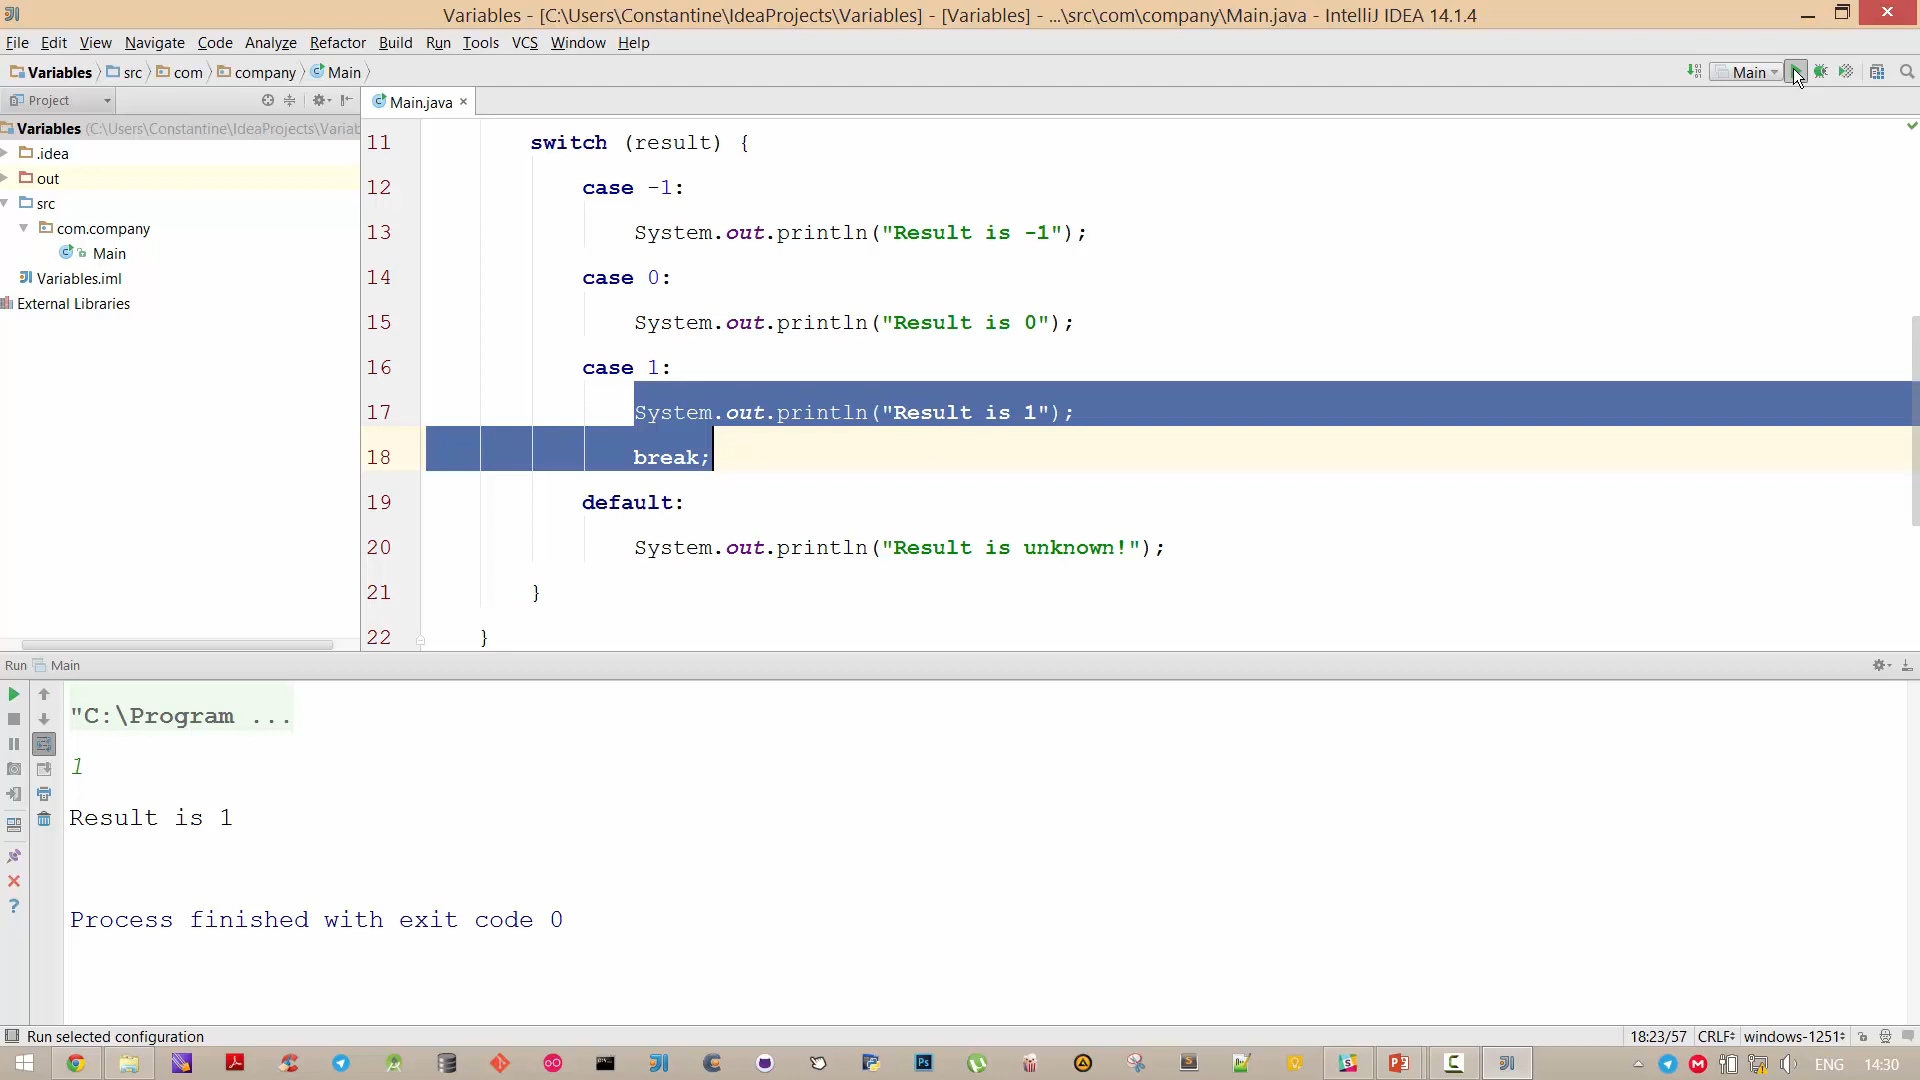 Variables - [C:\Users\Constantine\IdeaProjects\Variables] - [Variables] - ...\src\com\company\Main.java - IntelliJ IDEA 14.1.4
File Edit View Navigate Code Analyze Refactor Build Run Tools VCS Window Help
Variables src com company Main
Main
Project
Main.java
Variables (C:\Users\Constantine\IdeaProjects\Variab
.idea
out
src
com.company
Main
Variables.iml
External Libraries
11 switch (result) {
12 case -1:
13 System.out.println("Result is -1");
14 case 0:
15 System.out.println("Result is 0");
16 case 1:
17 System.out.println("Result is 1");
18 break;
19 default:
20 System.out.println("Result is unknown!");
21 }
22 }
Run Main
"C:\Program ...
1
Result is 1
Process finished with exit code 0
Run selected configuration
18:23/57 CRLF windows-1251
ENG 14:30